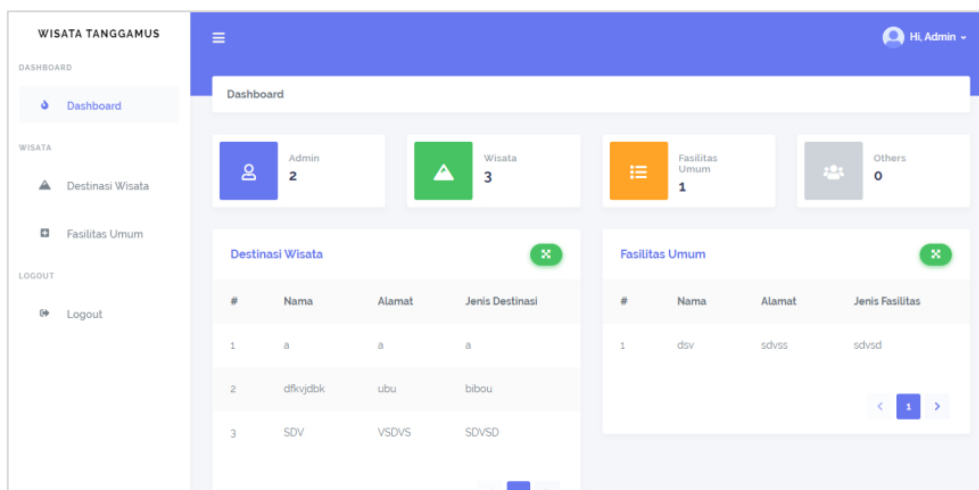 WISATA TANGGAMUS
Hi, Admin
DASHBOARD
Dashboard
WISATA
Destinasi Wisata
Fasilitas Umum
LOGOUT
Logout
Dashboard
Admin
2
Wisata
3
Fasilitas
Umum
1
Others
0
Destinasi Wisata
# Nama Alamat Jenis Destinasi
1 a a a
2 dfkvjdbk ubu bibou
3 SDV VSDVS SDVSD
Fasilitas Umum
# Nama Alamat Jenis Fasilitas
1 dsv sdvss sdvsd
1